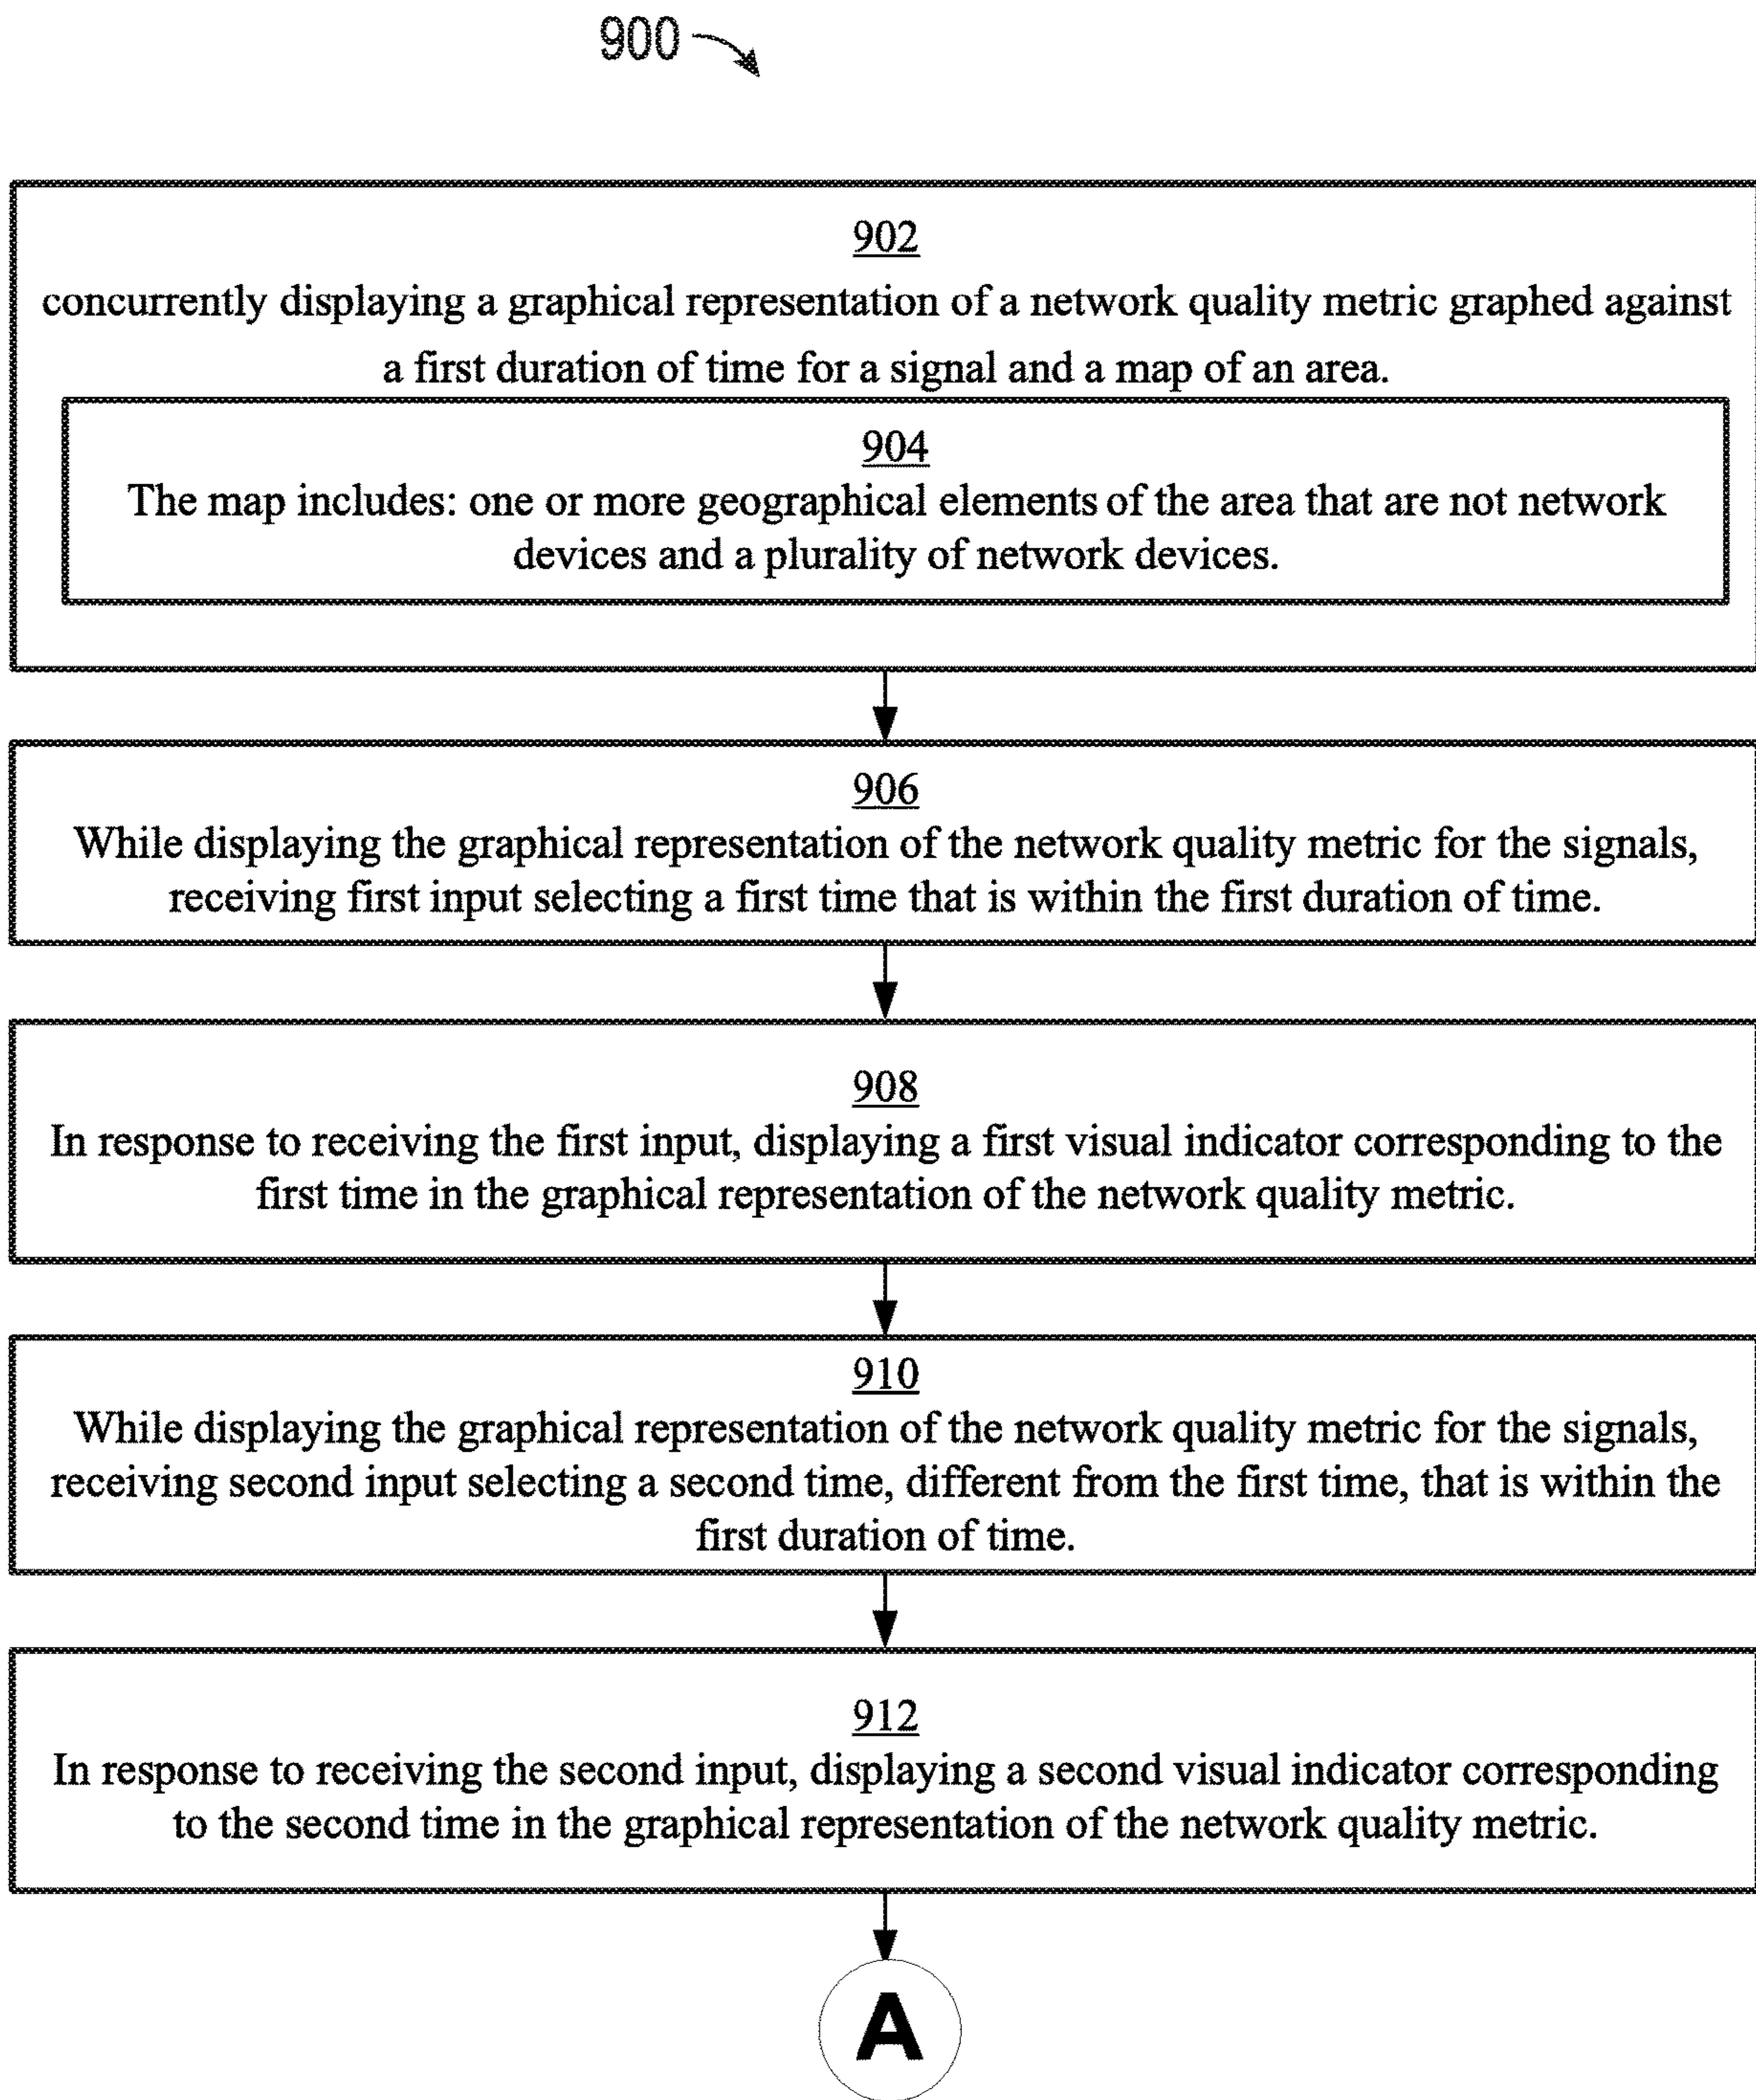 900
902
concurrently displaying a graphical representation of a network quality metric graphed against
a first duration of time for a signal and a map of an area.
904
The map includes: one or more geographical elements of the area that are not network
devices and a plurality of network devices.
906
While displaying the graphical representation of the network quality metric for the signals,
receiving first input selecting a first time that is within the first duration of time.
908
In response to receiving the first input, displaying a first visual indicator corresponding to the
first time in the graphical representation of the network quality metric.
910
While displaying the graphical representation of the network quality metric for the signals,
receiving second input selecting a second time, different from the first time, that is within the
first duration of time.
912
In response to receiving the second input, displaying a second visual indicator corresponding
to the second time in the graphical representation of the network quality metric.
A